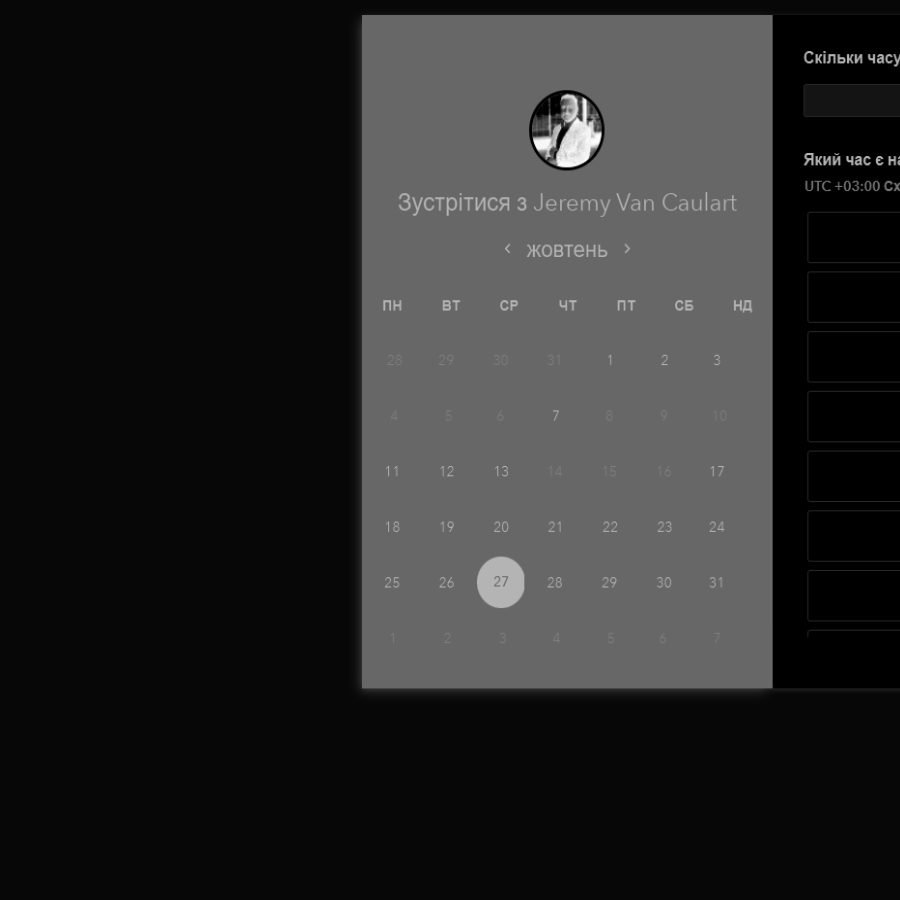 Зустрітися з Jeremy Van Caulart
жовтень
ПН ВТ СР ЧТ ПТ СБ НД
28 29 30 31 1 2 3
4 5 6 7 8 9 10
11 12 13 14 15 16 17
18 19 20 21 22 23 24
25 26 27 28 29 30 31
1 2 3 4 5 6 7
Скільки часу
Який час є
UTC +03:00